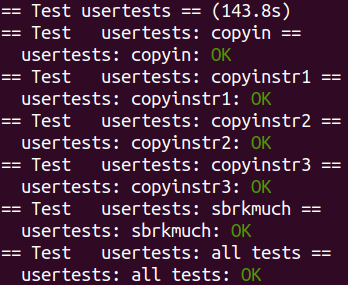 == Test usertests == (143.8s)
== Test   usertests: copyin ==
  usertests: copyin: OK
== Test   usertests: copyinstr1 ==
  usertests: copyinstr1: OK
== Test   usertests: copyinstr2 ==
  usertests: copyinstr2: OK
== Test   usertests: copyinstr3 ==
  usertests: copyinstr3: OK
== Test   usertests: sbrkmuch ==
  usertests: sbrkmuch: OK
== Test   usertests: all tests ==
  usertests: all tests: OK